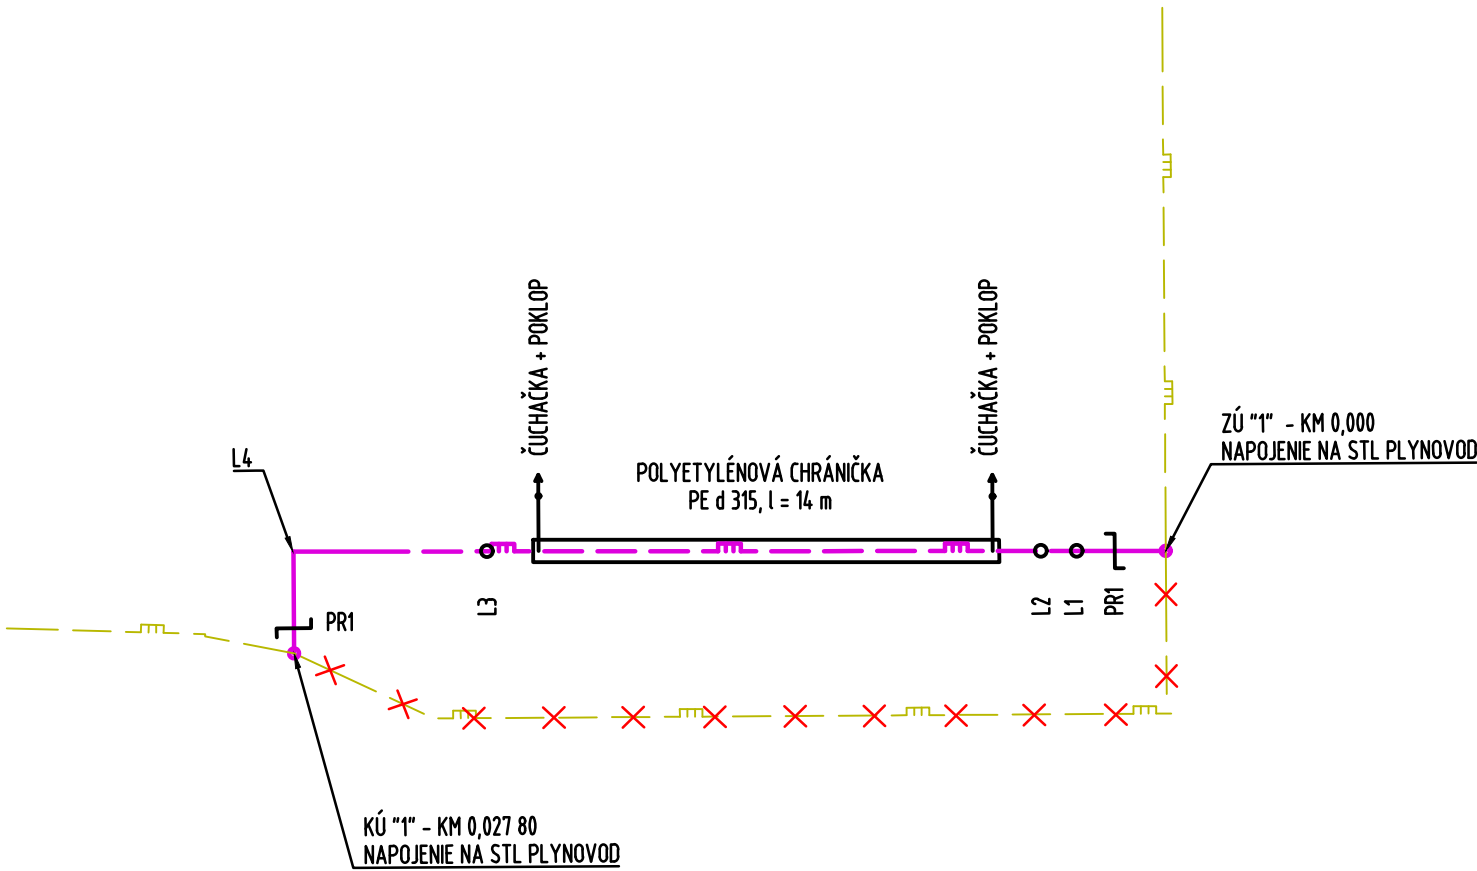 ČUCHAČKA + POKLOP
ČUCHAČKA + POKLOP
ZÚ "1" - KM 0,000
NAPOJENIE NA STL PLYNOVOD
L4
POLYETYLÉNOVÁ CHRÁNIČKA
PE d 315, l = 14 m
L3
L2
L1
PR1
PR1
KÚ "1" - KM 0,027 80
NAPOJENIE NA STL PLYNOVOD